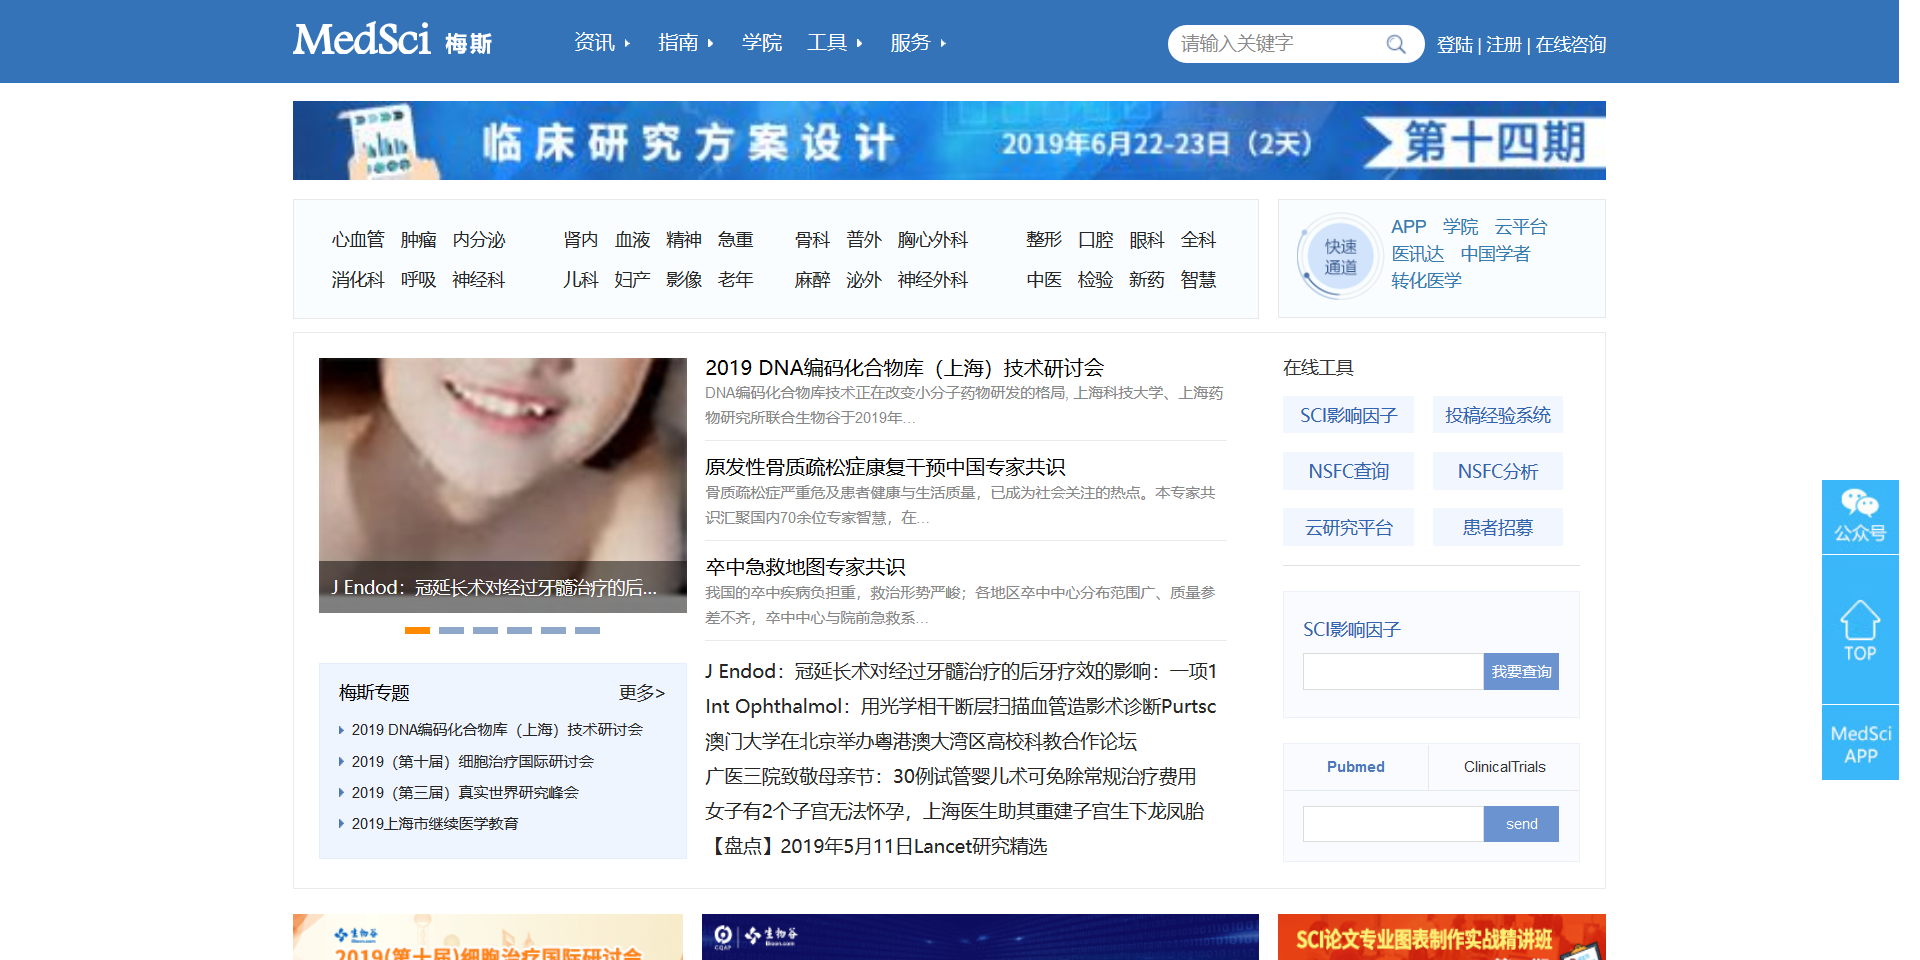 MedSci 梅斯
资讯
指南
学院
工具
服务
请输入关键字
登陆 | 注册 | 在线咨询
临床研究方案设计
2019年6月22-23日（2天）
第十四期
心血管 肿瘤 内分泌 肾内 血液 精神 急重 骨科 普外 胸心外科 整形 口腔 眼科 全科
消化科 呼吸 神经科 儿科 妇产 影像 老年 麻醉 泌外 神经外科 中医 检验 新药 智慧
快速
通道
APP 学院 云平台
医讯达 中国学者
转化医学
J Endod：冠延长术对经过牙髓治疗的后...
梅斯专题
更多>
2019 DNA编码化合物库（上海）技术研讨会
2019（第十届）细胞治疗国际研讨会
2019（第三届）真实世界研究峰会
2019上海市继续医学教育
2019 DNA编码化合物库（上海）技术研讨会
DNA编码化合物库技术正在改变小分子药物研发的格局, 上海科技大学、上海药
物研究所联合生物谷于2019年...
原发性骨质疏松症康复干预中国专家共识
骨质疏松症严重危及患者健康与生活质量，已成为社会关注的热点。本专家共
识汇聚国内70余位专家智慧，在...
卒中急救地图专家共识
我国的卒中疾病负担重，救治形势严峻；各地区卒中中心分布范围广、质量参
差不齐，卒中中心与院前急救系...
J Endod：冠延长术对经过牙髓治疗的后牙疗效的影响：一项1
Int Ophthalmol：用光学相干断层扫描血管造影术诊断Purtsc
澳门大学在北京举办粤港澳大湾区高校科教合作论坛
广医三院致敬母亲节：30例试管婴儿术可免除常规治疗费用
女子有2个子宫无法怀孕，上海医生助其重建子宫生下龙凤胎
【盘点】2019年5月11日Lancet研究精选
在线工具
SCI影响因子
投稿经验系统
NSFC查询
NSFC分析
云研究平台
患者招募
SCI影响因子
我要查询
Pubmed
ClinicalTrials
send
公众号
TOP
MedSci
APP
生物谷
Bioon.com
2019(第十届)细胞治疗国际研讨会
CQAP
生物谷
Bioon.com
SCI论文专业图表制作实战精讲班